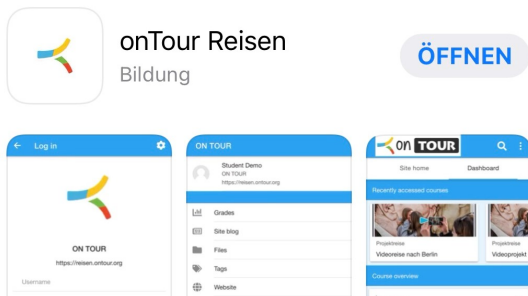 onTour Reisen
Bildung
ÖFFNEN
Log in
ON TOUR
https://reisen.ontour.org
Username
ON TOUR
Student Demo
ON TOUR
https://reisen.ontour.org
Grades
Site blog
Files
Tags
Website
on TOUR
Site home
Dashboard
Recently accessed courses
Projektreise
Videoreise nach Berlin
Projektreise
Videoprojekt
Course overview